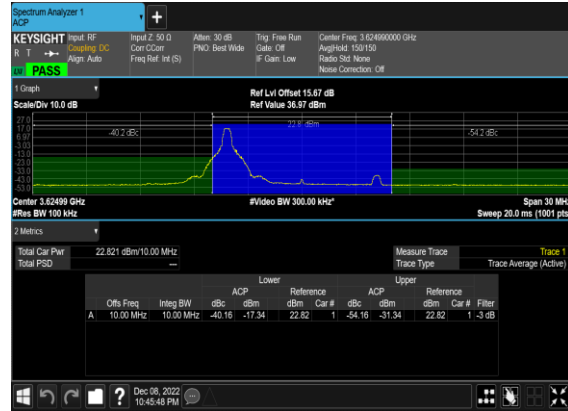 Spectrum Analyzer 1
ACP
KEYSIGHT Input: RF Input Z: 50 Ω Atten: 30 dB Trig: Free Run Center Freq: 3.624990000 GHz
R T Coupling: DC Corr CCorr PNO: Best Wide Gate: Off Avg|Hold: 150/150
Align: Auto Freq Ref: Int (S) IF Gain: Low Radio Std: None
PASS Noise Correction: Off
1 Graph Ref Lvl Offset 15.67 dB
Scale/Div 10.0 dB Ref Value 36.97 dBm
27.0
17.0 -40.2 dBc 22.8 dBm -54.2 dBc
6.97
-3.03
-13.0
-23.0
-33.0
-43.0
-53.0
Center 3.62499 GHz #Video BW 300.00 kHz* Span 30 MHz
#Res BW 100 kHz Sweep 20.0 ms (1001 pts
2 Metrics
Total Car Pwr 22.821 dBm/10.00 MHz Measure Trace Trace 1
Total PSD --- Trace Type Trace Average (Active)
Lower Upper
ACP Reference ACP Reference
Offs Freq Integ BW dBc dBm dBm Car # dBc dBm dBm Car # Filter
A 10.00 MHz 10.00 MHz -40.16 -17.34 22.82 1 -54.16 -31.34 22.82 1 -3 dB
? Dec 08, 2022
10:45:48 PM